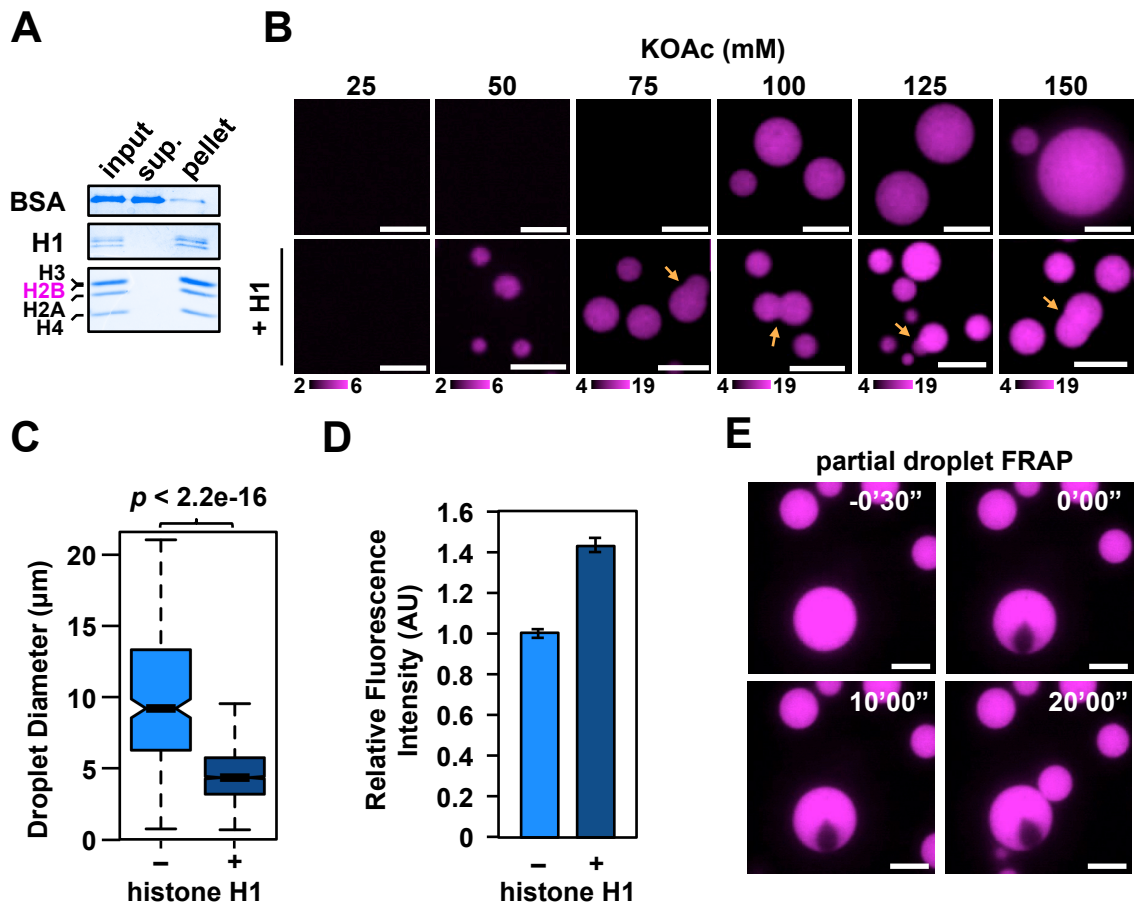 A
input
sup.
pellet
BSA
H1
H3
H2B
H2A
H4
B
KOAc (mM)
25 50 75 100 125 150
+ H1
2 6 2 6 4 19 4 19 4 19 4 19
C
p < 2.2e-16
Droplet Diameter (µm)
20
15
10
5
0
– +
histone H1
D
Relative Fluorescence
Intensity (AU)
1.6
1.4
1.2
1.0
0.8
0.6
0.4
0.2
0
– +
histone H1
E
partial droplet FRAP
-0’30” 0’00”
10’00” 20’00”